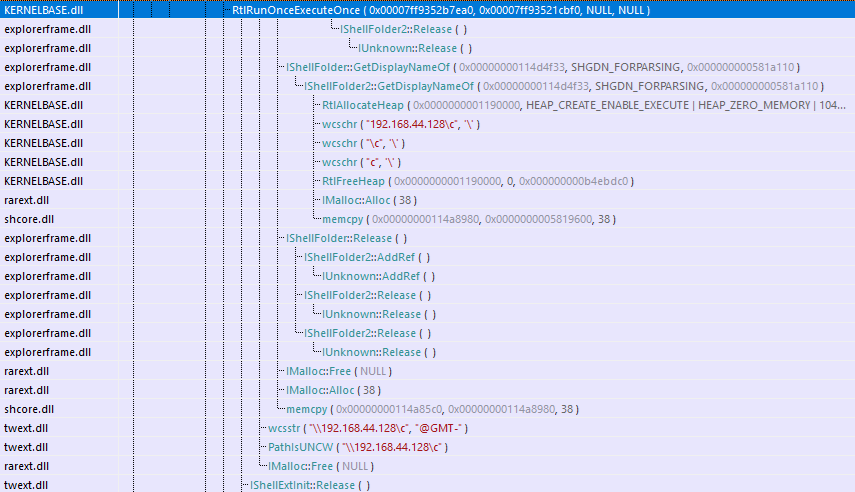 KERNELBASE.dll RtlRunOnceExecuteOnce ( 0x00007ff9352b7ea0, 0x00007ff93521cbf0, NULL, NULL )
explorerframe.dll IShellFolder2::Release ( )
explorerframe.dll IUnknown::Release ( )
explorerframe.dll IShellFolder::GetDisplayNameOf ( 0x00000000114d4f33, SHGDN_FORPARSING, 0x000000000581a110 )
explorerframe.dll IShellFolder2::GetDisplayNameOf ( 0x00000000114d4f33, SHGDN_FORPARSING, 0x000000000581a110 )
KERNELBASE.dll RtlAllocateHeap ( 0x0000000001190000, HEAP_CREATE_ENABLE_EXECUTE | HEAP_ZERO_MEMORY | 104...
KERNELBASE.dll wcschr ( "192.168.44.128\c", '\' )
KERNELBASE.dll wcschr ( "\c", '\' )
KERNELBASE.dll wcschr ( "c", '\' )
KERNELBASE.dll RtlFreeHeap ( 0x0000000001190000, 0, 0x000000000b4ebdc0 )
rarext.dll IMalloc::Alloc ( 38 )
shcore.dll memcpy ( 0x00000000114a8980, 0x0000000005819600, 38 )
explorerframe.dll IShellFolder::Release ( )
explorerframe.dll IShellFolder2::AddRef ( )
explorerframe.dll IUnknown::AddRef ( )
explorerframe.dll IShellFolder2::Release ( )
explorerframe.dll IUnknown::Release ( )
explorerframe.dll IShellFolder2::Release ( )
explorerframe.dll IUnknown::Release ( )
rarext.dll IMalloc::Free ( NULL )
rarext.dll IMalloc::Alloc ( 38 )
shcore.dll memcpy ( 0x00000000114a85c0, 0x00000000114a8980, 38 )
twext.dll wcsstr ( "\\192.168.44.128\c", "@GMT-" )
twext.dll PathIsUNCW ( "\\192.168.44.128\c" )
rarext.dll IMalloc::Free ( NULL )
twext.dll IShellExtInit::Release ( )